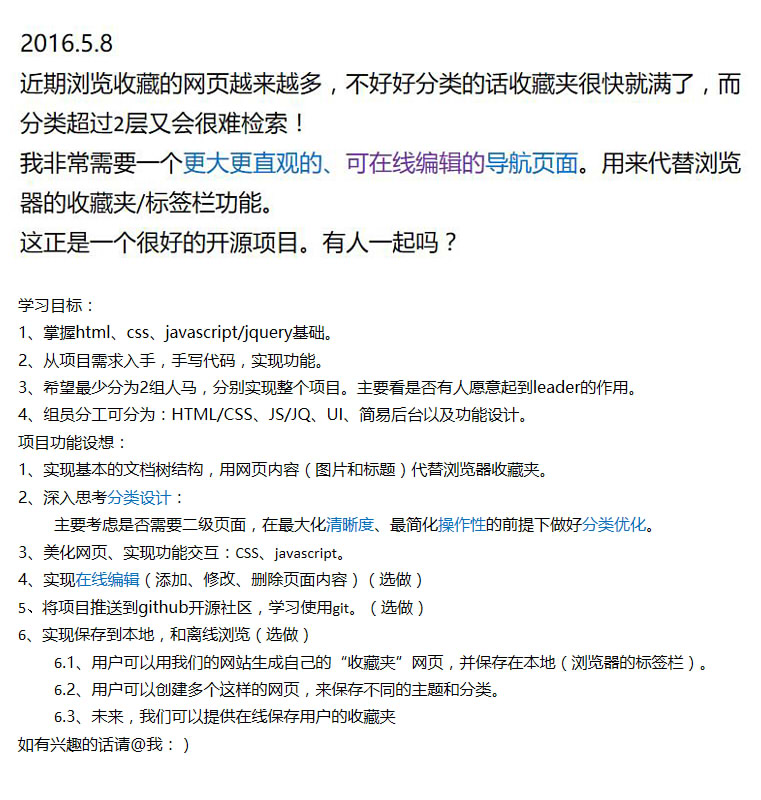 2016.5.8
近期浏览收藏的网页越来越多，不好好分类的话收藏夹很快就满了，而
分类超过2层又会很难检索！
我非常需要一个更大更直观的、可在线编辑的导航页面。用来代替浏览
器的收藏夹/标签栏功能。
这正是一个很好的开源项目。有人一起吗？
学习目标：
1、掌握html、css、javascript/jquery基础。
2、从项目需求入手，手写代码，实现功能。
3、希望最少分为2组人马，分别实现整个项目。主要看是否有人愿意起到leader的作用。
4、组员分工可分为：HTML/CSS、JS/JQ、UI、简易后台以及功能设计。
项目功能设想：
1、实现基本的文档树结构，用网页内容（图片和标题）代替浏览器收藏夹。
2、深入思考分类设计：
主要考虑是否需要二级页面，在最大化清晰度、最简化操作性的前提下做好分类优化。
3、美化网页、实现功能交互：CSS、javascript。
4、实现在线编辑（添加、修改、删除页面内容）（选做）
5、将项目推送到github开源社区，学习使用git。（选做）
6、实现保存到本地，和离线浏览（选做）
6.1、用户可以用我们的网站生成自己的“收藏夹”网页，并保存在本地（浏览器的标签栏）。
6.2、用户可以创建多个这样的网页，来保存不同的主题和分类。
6.3、未来，我们可以提供在线保存用户的收藏夹
如有兴趣的话请@我：）